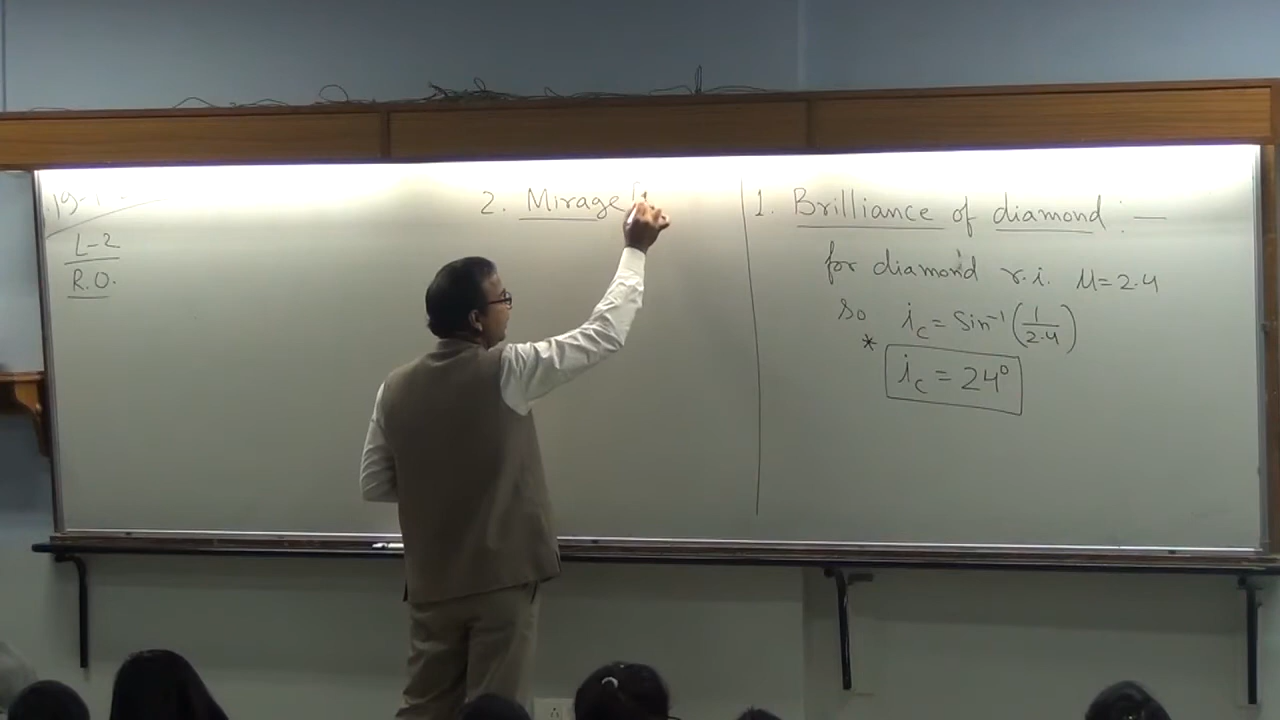 L-2
R.O.
2. Mirage
1. Brilliance of diamond :—
for diamond r.i. μ=2.4
So i_c = Sin⁻¹(1/2.4)
* i_c = 24°